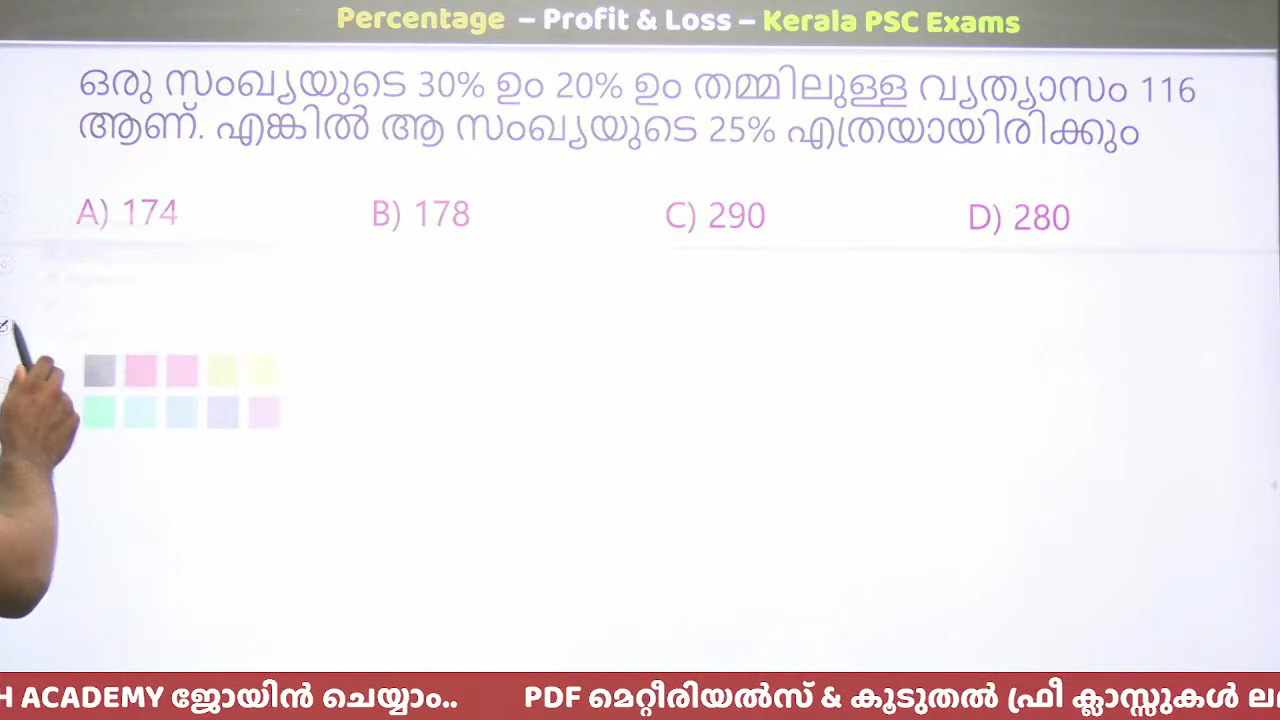 Percentage – Profit & Loss – Kerala PSC Exams
ഒരു സംഖ്യയുടെ 30% ഉം 20% ഉം തമ്മിലുള്ള വ്യത്യാസം 116
ആണ്. എങ്കിൽ ആ സംഖ്യയുടെ 25% എത്രയായിരിക്കും
A) 174 B) 178 C) 290 D) 280
H ACADEMY ജോയിൻ ചെയ്യാം.. PDF മെറ്റീരിയൽസ് & കൂടുതൽ ഫ്രീ ക്ലാസ്സുകൾ